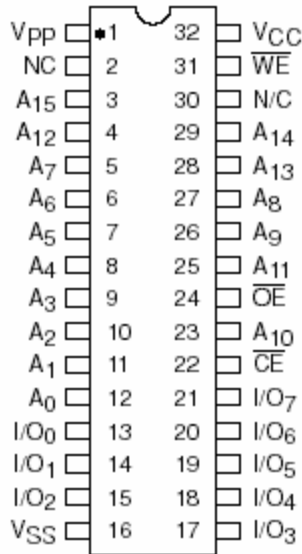 VPP 1 32 VCC
NC 2 31 WE
A15 3 30 N/C
A12 4 29 A14
A7 5 28 A13
A6 6 27 A8
A5 7 26 A9
A4 8 25 A11
A3 9 24 OE
A2 10 23 A10
A1 11 22 CE
A0 12 21 I/O7
I/O0 13 20 I/O6
I/O1 14 19 I/O5
I/O2 15 18 I/O4
VSS 16 17 I/O3